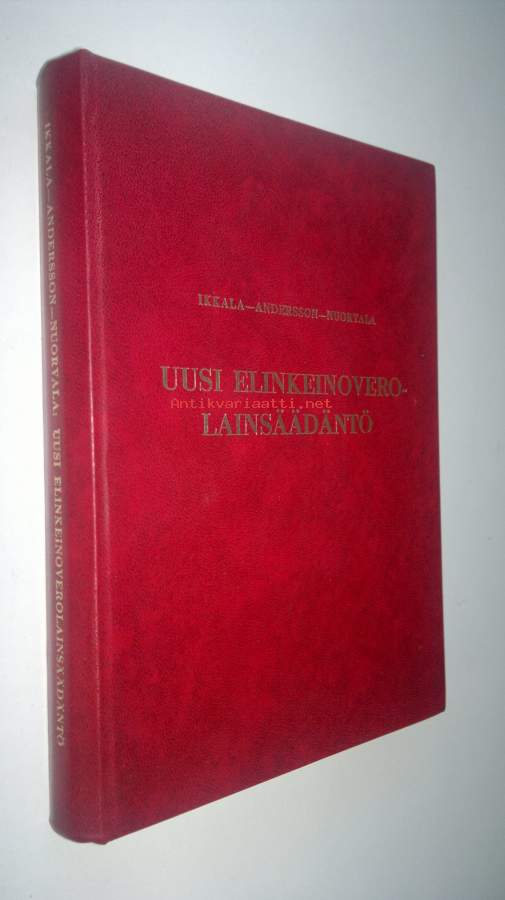 IKKALA—ANDERSSON—NUORVALA: UUSI ELINKEINOVEROLAINSÄÄDÄNTÖ
IKKALA—ANDERSSON—NUORVALA
UUSI ELINKEINOVERO-
Antikvariaatti.net
LAINSÄÄDÄNTÖ